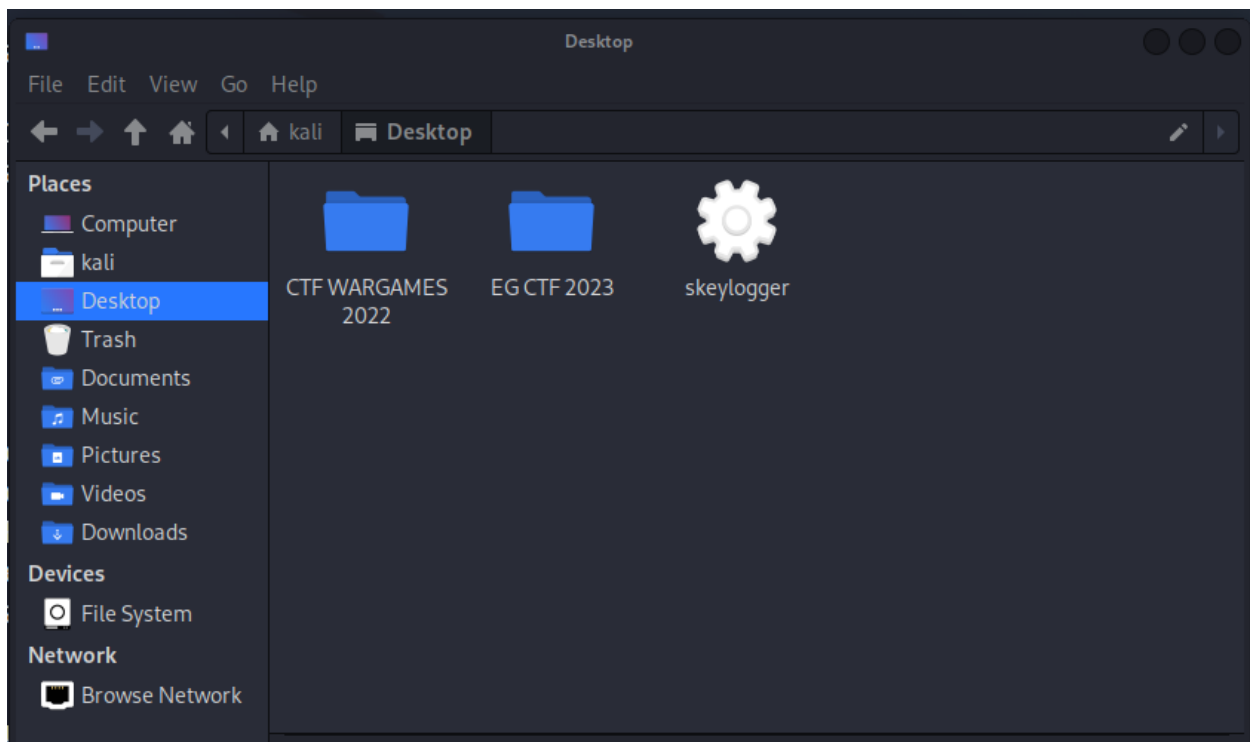 Desktop
File Edit View Go Help
kali Desktop
Places
Computer
kali
Desktop
Trash
Documents
Music
Pictures
Videos
Downloads
Devices
File System
Network
Browse Network
CTF WARGAMES
2022
EG CTF 2023
skeylogger